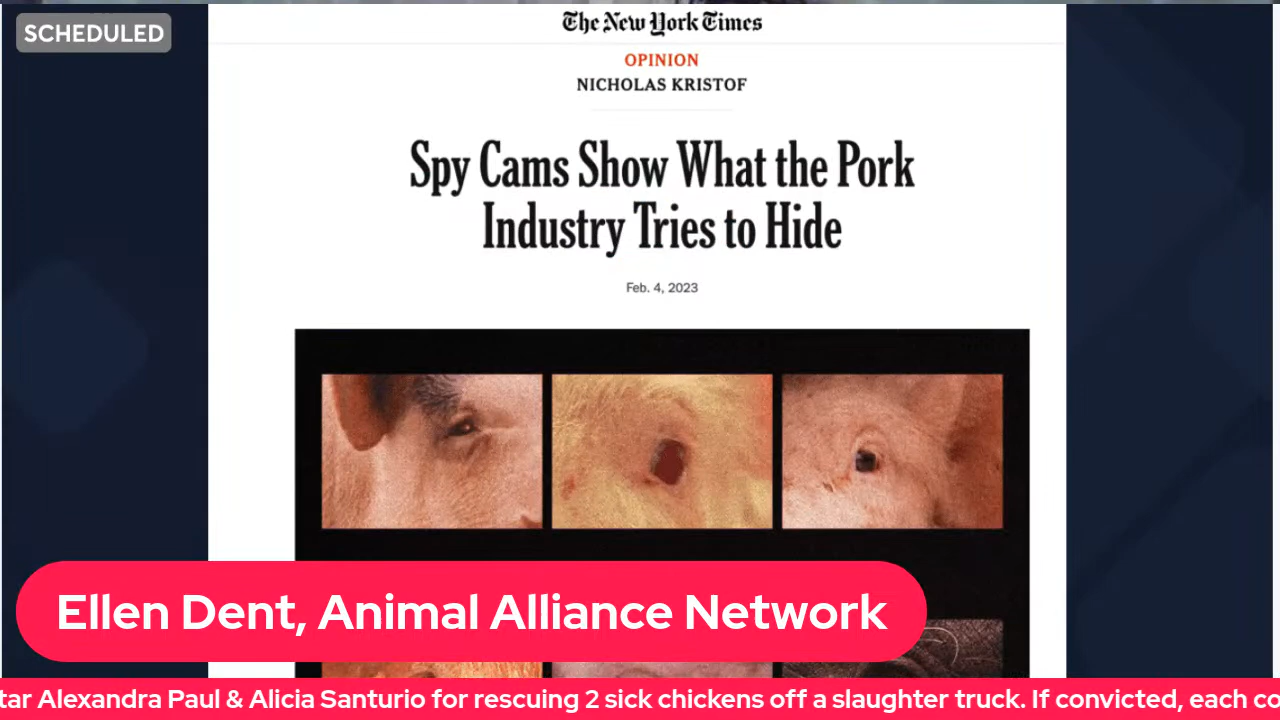 SCHEDULED
The New York Times
OPINION
NICHOLAS KRISTOF
Spy Cams Show What the Pork
Industry Tries to Hide
Feb. 4, 2023
Ellen Dent, Animal Alliance Network
tar Alexandra Paul & Alicia Santurio for rescuing 2 sick chickens off a slaughter truck. If convicted, each co